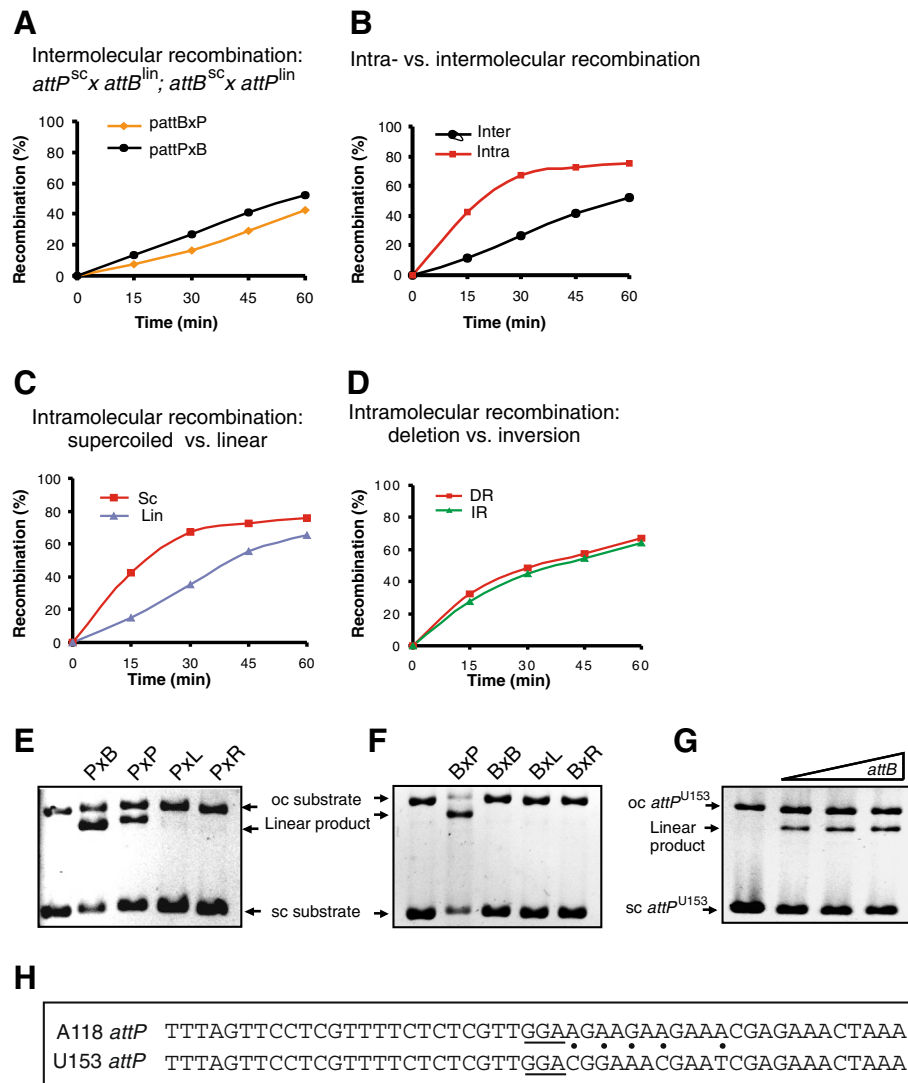 A
Intermolecular recombination:
attP^sc x attB^lin; attB^sc x attP^lin
Recombination (%)
100
80
60
40
20
0
pattBxP
pattPxB
0 15 30 45 60
Time (min)
B
Intra- vs. intermolecular recombination
Recombination (%)
100
80
60
40
20
0
Inter
Intra
0 15 30 45 60
Time (min)
C
Intramolecular recombination:
supercoiled vs. linear
Recombination (%)
100
80
60
40
20
0
Sc
Lin
0 15 30 45 60
Time (min)
D
Intramolecular recombination:
deletion vs. inversion
Recombination (%)
100
80
60
40
20
0
DR
IR
0 15 30 45 60
Time (min)
E
PxB PxP PxL PxR
oc substrate
Linear product
sc substrate
F
BxP BxB BxL BxR
G
attB
oc attP^U153
Linear
product
sc attP^U153
H
A118 attP TTTAGTTCCTCGTTTTCTCTCGTTGGAAGAAGAAGAAACGAGAAACTAAA
U153 attP TTTAGTTCCTCGTTTTCTCTCGTTGGACGGAAACGAATCGAGAAACTAAA